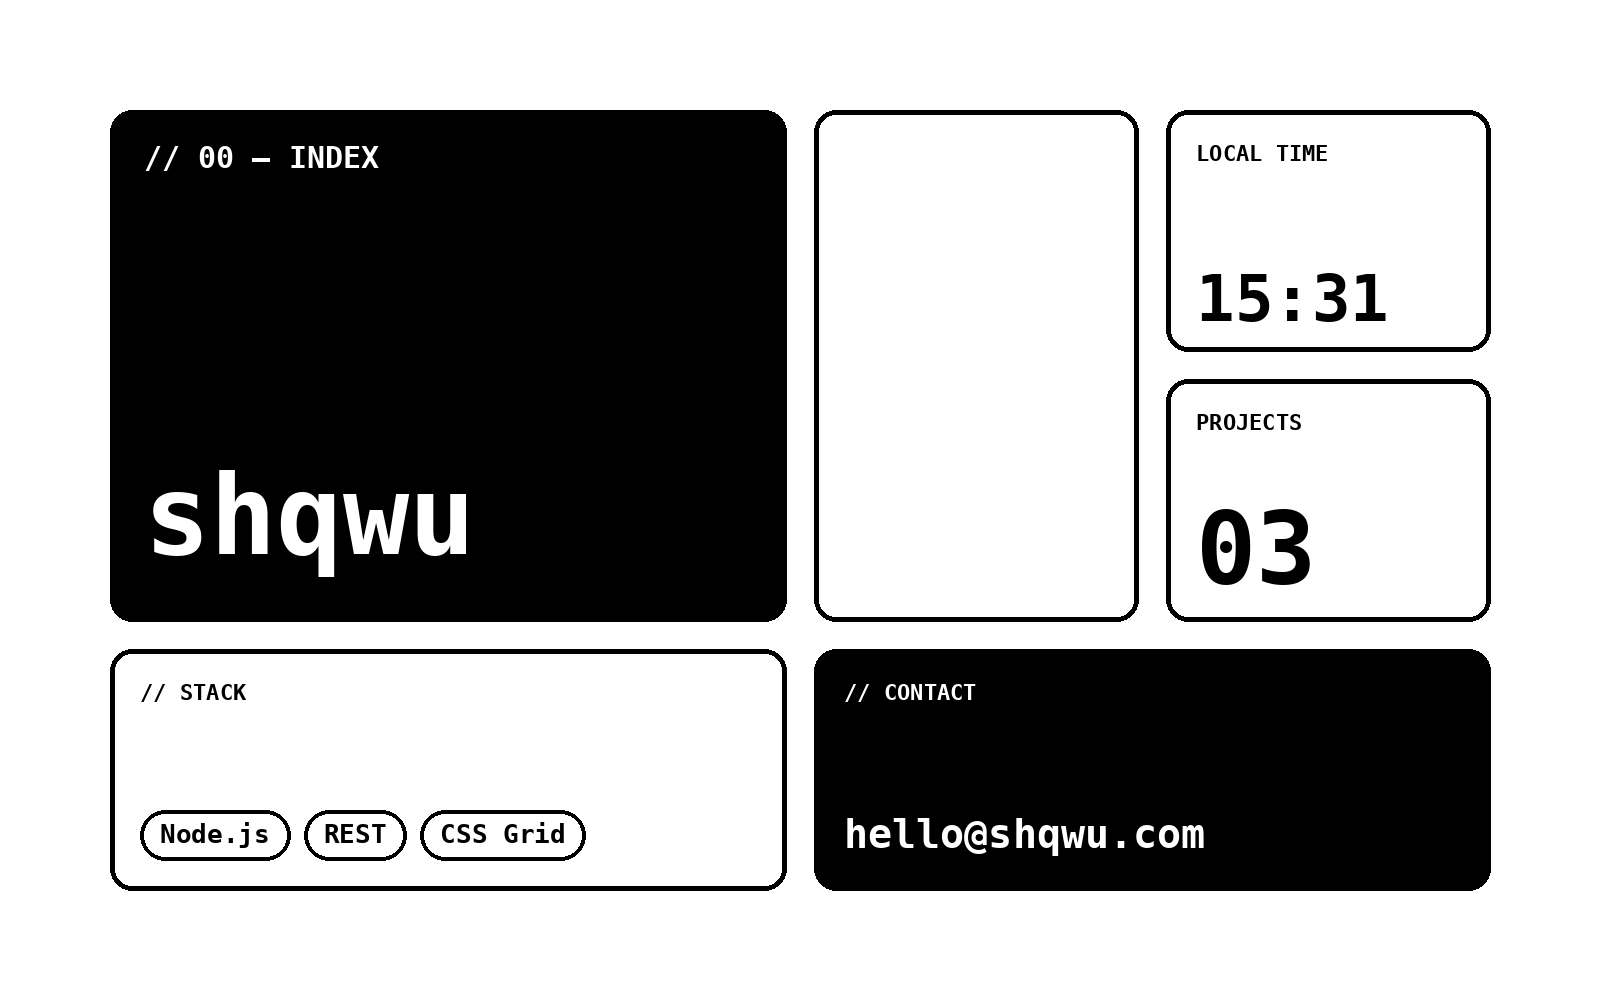 // 00 — INDEX
shqwu
LOCAL TIME
15:31
PROJECTS
03
// STACK
Node.js REST CSS Grid
// CONTACT
hello@shqwu.com